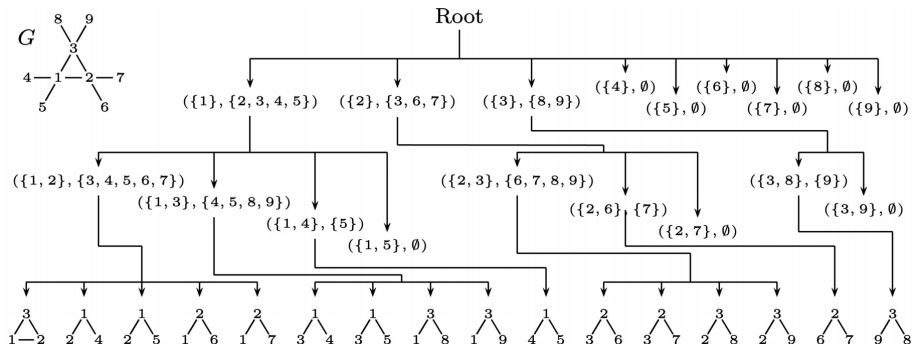 Root
8 9
G
3
4 1 2 7
5 6
({1}, {2, 3, 4, 5}) ({2}, {3, 6, 7}) ({3}, {8, 9}) ({4}, ∅) ({5}, ∅) ({6}, ∅) ({7}, ∅) ({8}, ∅) ({9}, ∅)
({1, 2}, {3, 4, 5, 6, 7}) ({1, 3}, {4, 5, 8, 9}) ({1, 4}, {5}) ({1, 5}, ∅) ({2, 3}, {6, 7, 8, 9}) ({2, 6}, {7}) ({2, 7}, ∅) ({3, 8}, {9}) ({3, 9}, ∅)
3 1 1 2 2 1 1 3 3 1 2 2 3 3 2 3
1 2 2 4 2 5 1 6 1 7 3 4 3 5 1 8 1 9 4 5 3 6 3 7 2 8 2 9 6 7 9 8